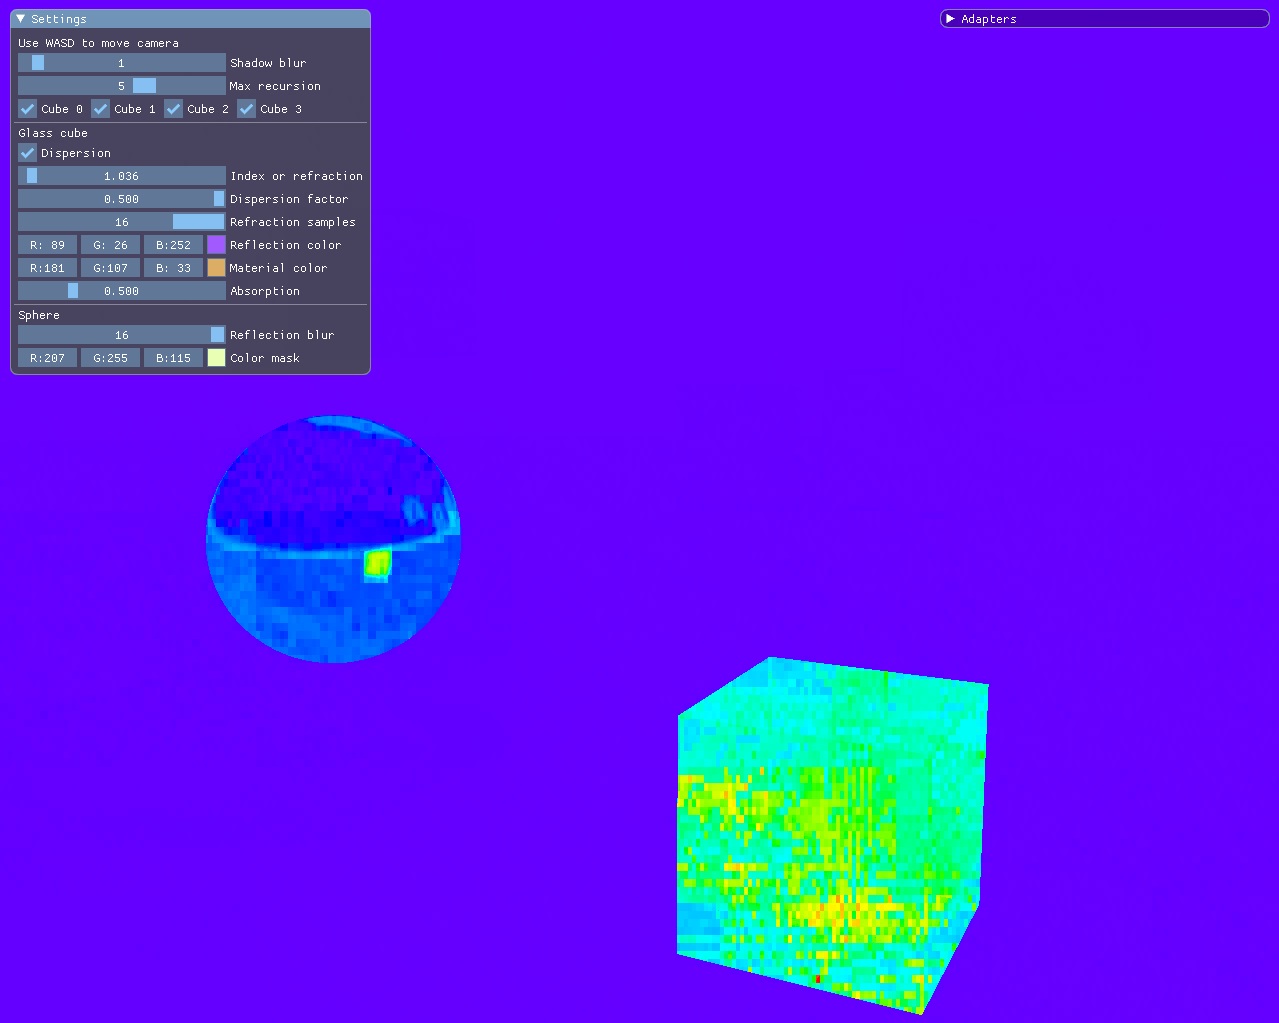 Settings
Adapters
Use WASD to move camera
1 Shadow blur
5 Max recursion
Cube 0 Cube 1 Cube 2 Cube 3
Glass cube
Dispersion
1.036 Index or refraction
0.500 Dispersion factor
16 Refraction samples
R: 89 G: 26 B:252 Reflection color
R:181 G:107 B: 33 Material color
0.500 Absorption
Sphere
16 Reflection blur
R:207 G:255 B:115 Color mask